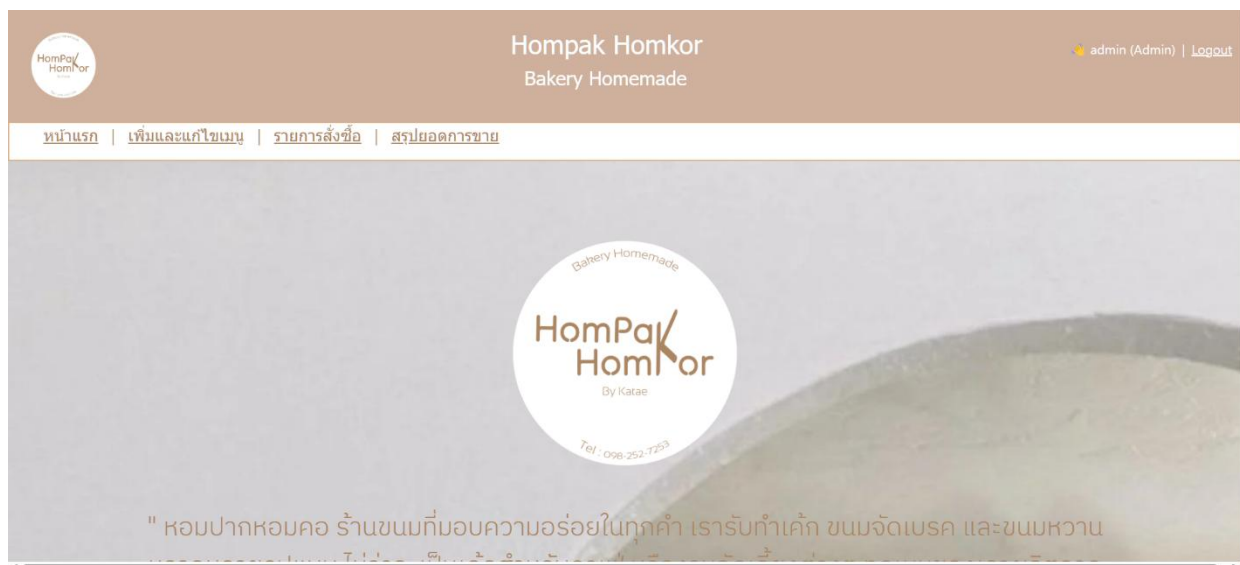 HomPak
Homkor
Hompak Homkor
Bakery Homemade
admin (Admin) | Logout
หน้าแรก | เพิ่มและแก้ไขเมนู | รายการสั่งซื้อ | สรุปยอดการขาย
Bakery Homemade
HomPak
Homkor
By Katae
Tel : 098-252-7253
" หอมปากหอมคอ ร้านขนมที่มอบความอร่อยในทุกคำ เรารับทำเค้ก ขนมจัดเบรค และขนมหวาน